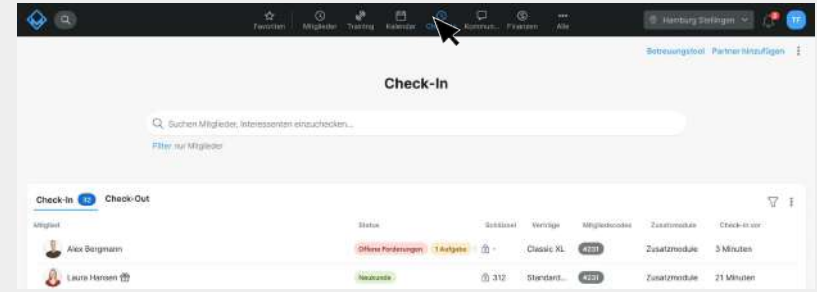 Favoriten Mitglieder Training Kalender Kommun... Finanzen Alle Hamburg Stellingen TF
Betreuungstool Partner hinzufügen
Check-In
Suchen Mitglieder, Interessenten einzuchecken...
Filter nur Mitglieder
Check-In 32 Check-Out
Mitglied Status Schlüssel Verträge Mitgliedscodes Zusatzmodule Check-in vor
Alex Bergmann Offene Forderungen 1 Aufgabe - Classic XL #231 Zusatzmodule 3 Minuten
Laura Hansen Neukunde 312 Standard... #231 Zusatzmodule 21 Minuten